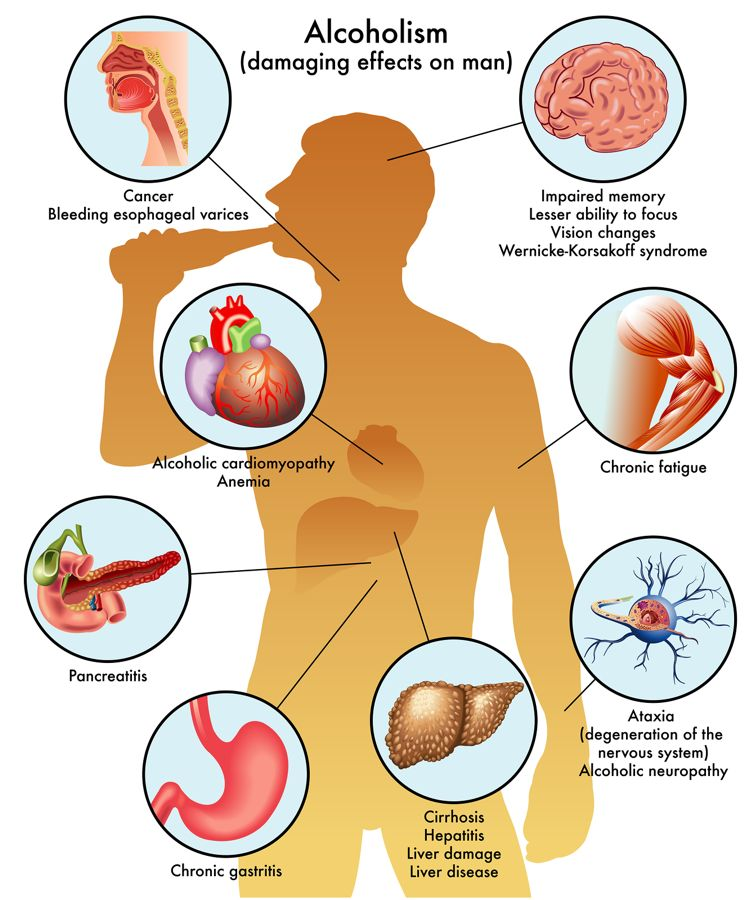 Alcoholism
(damaging effects on man)
Cancer
Bleeding esophageal varices
Impaired memory
Lesser ability to focus
Vision changes
Wernicke-Korsakoff syndrome
Alcoholic cardiomyopathy
Anemia
Chronic fatigue
Pancreatitis
Ataxia
(degeneration of the
nervous system)
Alcoholic neuropathy
Chronic gastritis
Cirrhosis
Hepatitis
Liver damage
Liver disease